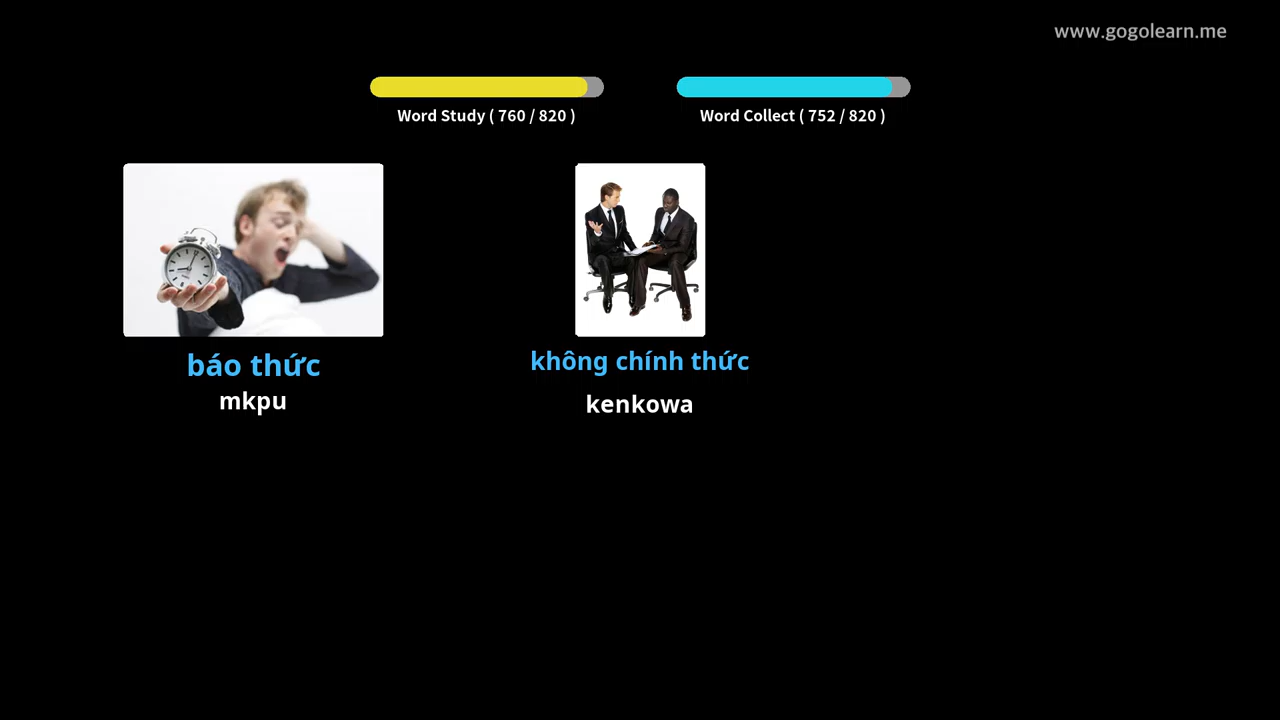 www.gogolearn.me
Word Study ( 760 / 820 )
Word Collect ( 752 / 820 )
báo thức
mkpu
không chính thức
kenkowa